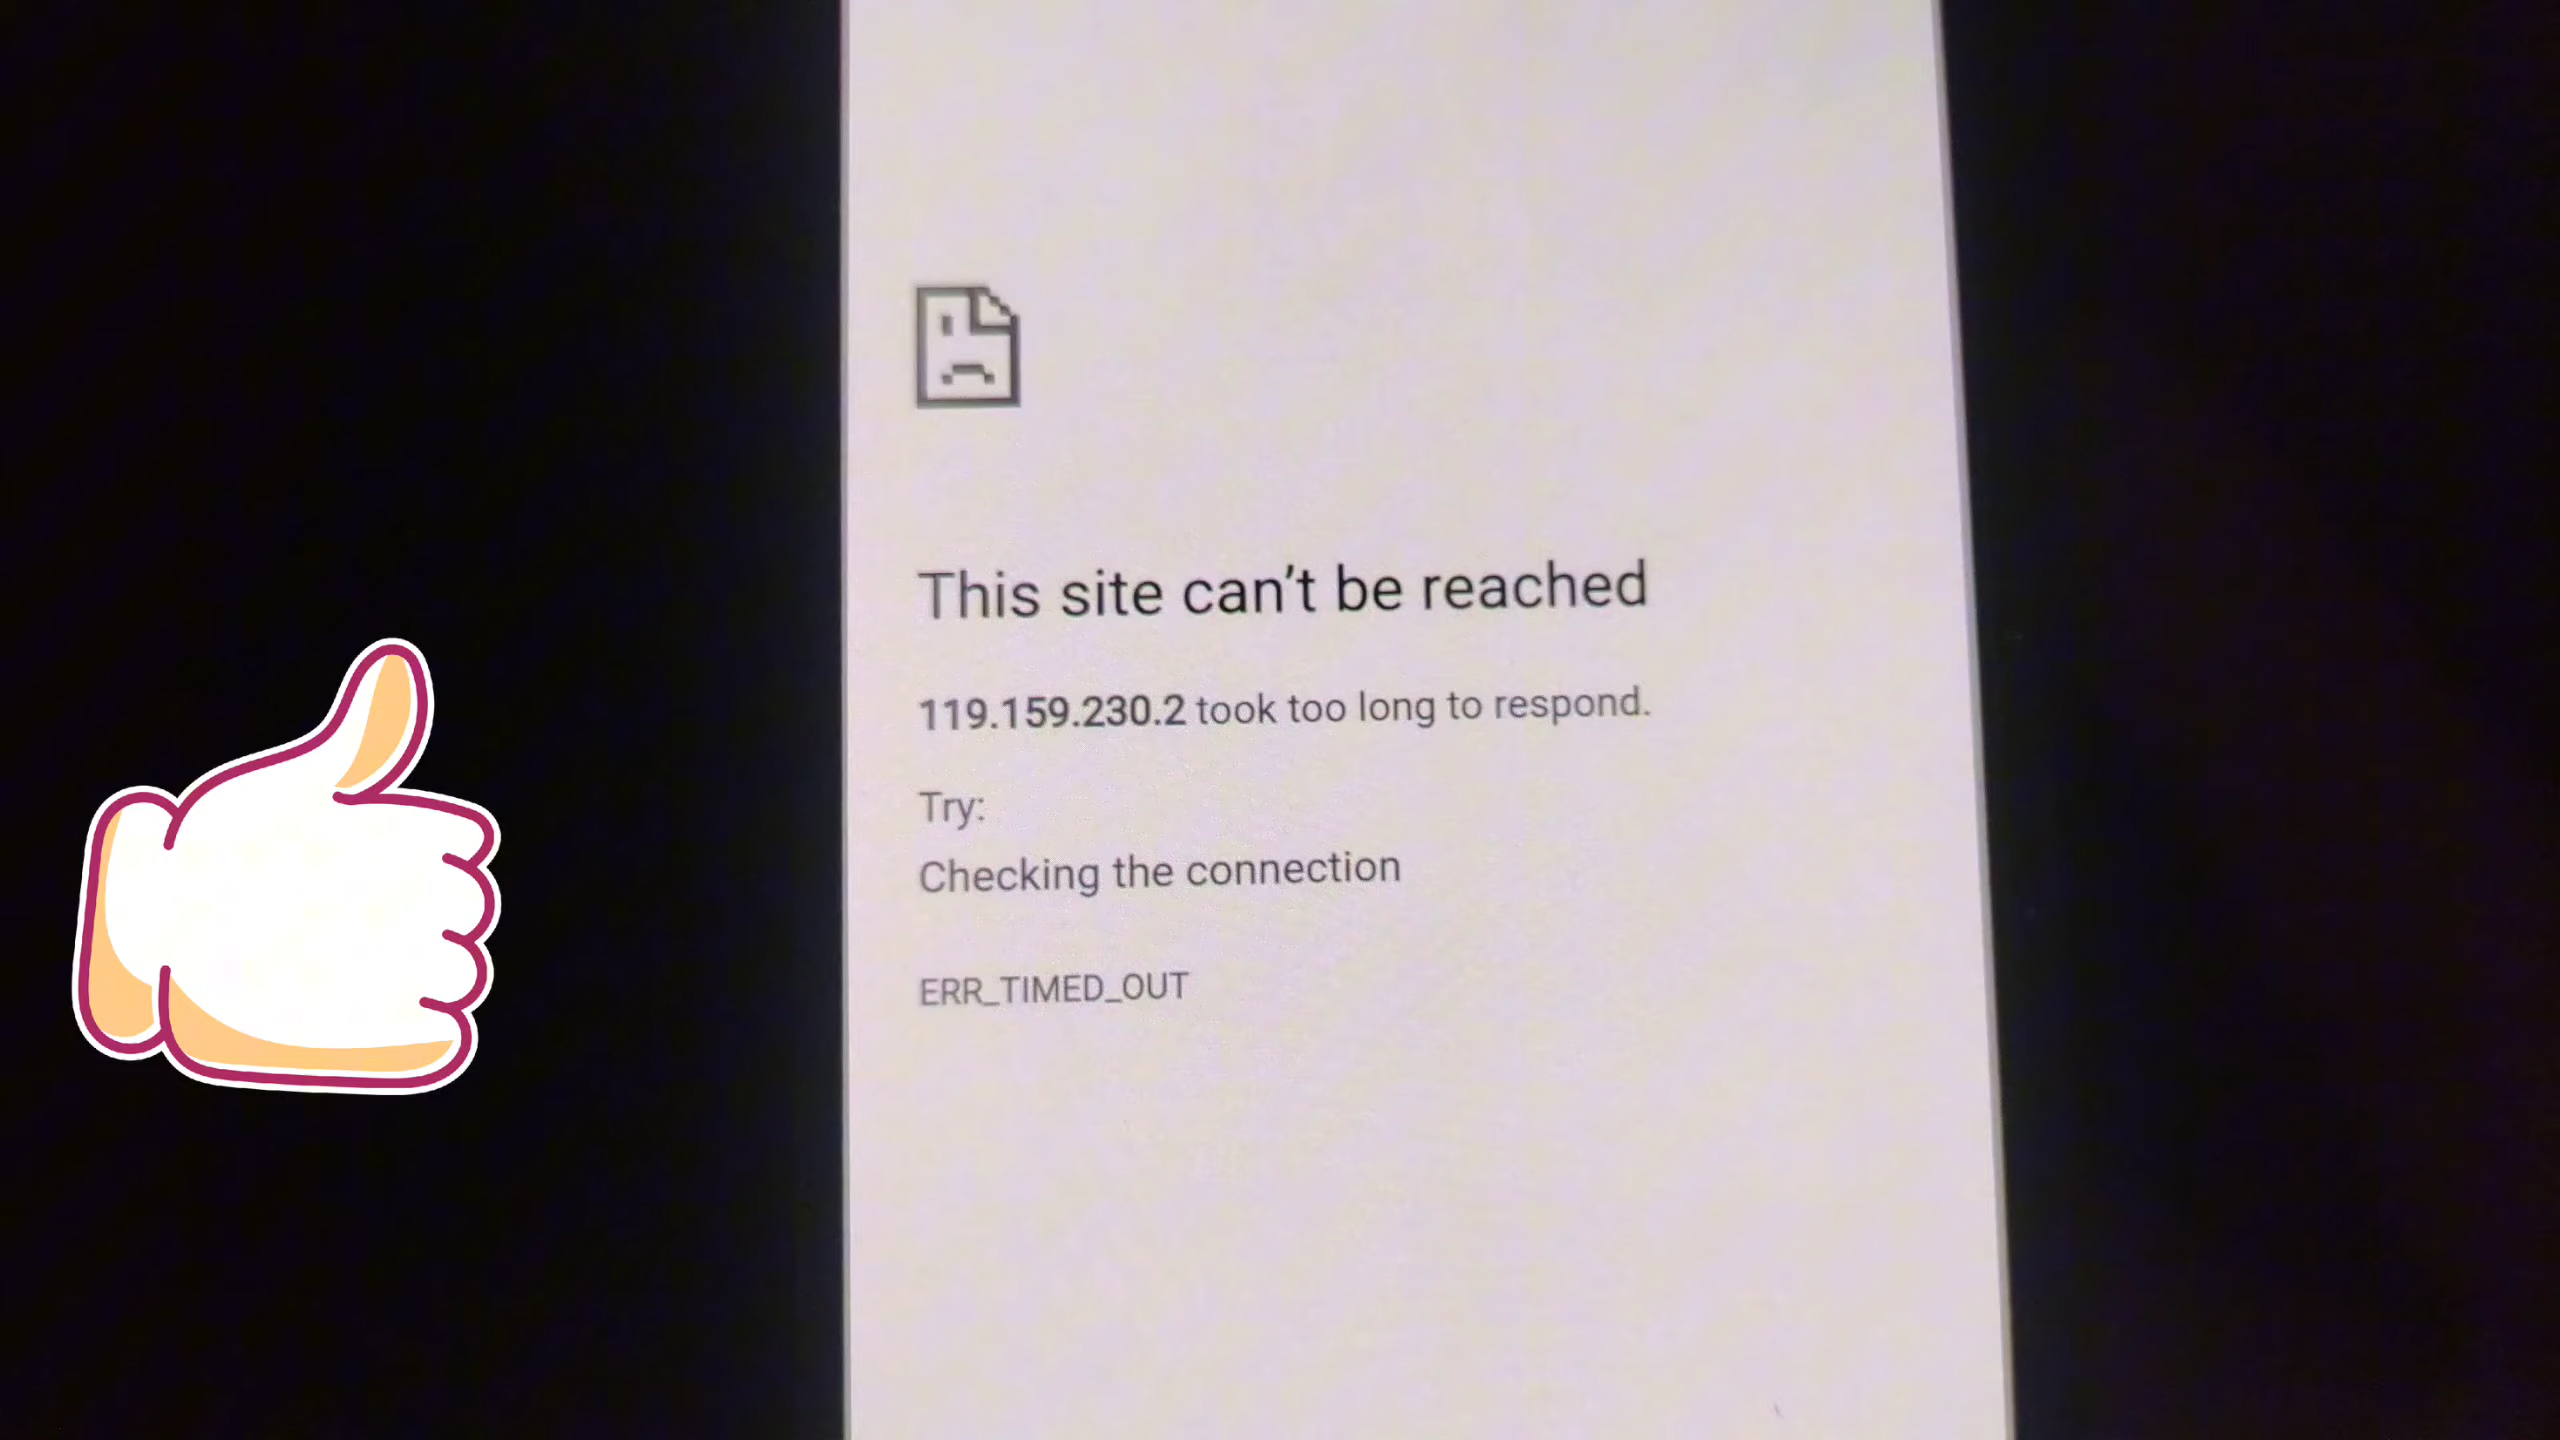 This site can't be reached
119.159.230.2 took too long to respond.
Try:
Checking the connection
ERR_TIMED_OUT